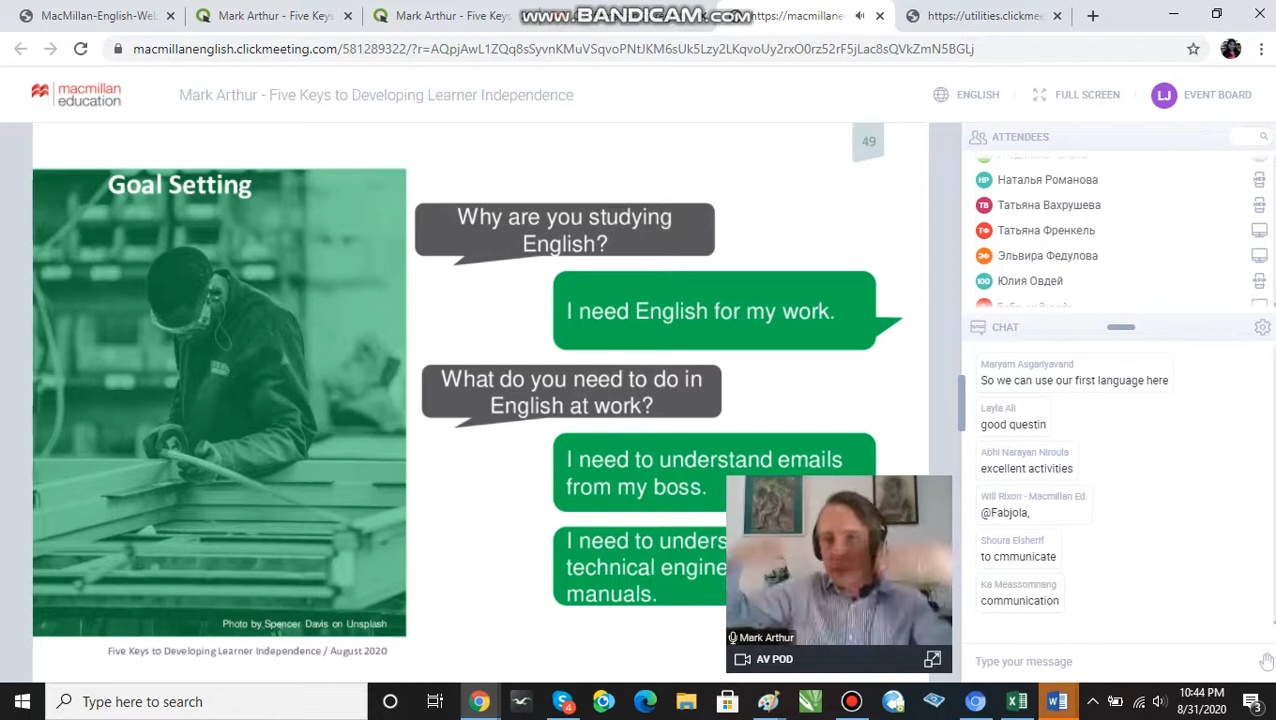 MacMillan-English-Web
Mark Arthur - Five Keys t
Mark Arthur - Five Keys
www.BANDICAM.com
https://macmillane
https://utilities.clickmee
macmillanenglish.clickmeeting.com/581289322/?r=AQpjAwL1ZQq8sSyvnKMuVSqvoPNtJKM6sUk5Lzy2LKqvoUy2rxO0rz52rF5jLac8sQVkZmN5BGLj
macmillan
education
Mark Arthur - Five Keys to Developing Learner Independence
ENGLISH
FULL SCREEN
LJ
EVENT BOARD
49
Goal Setting
Why are you studying
English?
I need English for my work.
What do you need to do in
English at work?
I need to understand emails
from my boss.
I need to unders
technical engine
manuals.
Photo by Spencer Davis on Unsplash
Five Keys to Developing Learner Independence / August 2020
Mark Arthur
AV POD
ATTENDEES
НР Наталья Романова
ТВ Татьяна Вахрушева
ТФ Татьяна Френкель
ЭФ Эльвира Федулова
ЮО Юлия Овдей
CHAT
Maryam Asgariyavand
So we can use our first language here
Layla Ali
good questin
Abhi Narayan Niroula
excellent activities
Will Rixon - Macmillan Ed.
@Fabjola,
Shoura Elsherif
to cmmunicate
Ka Meassomnang
communication
Type your message
Type here to search
4
10:44 PM
8/31/2020
3